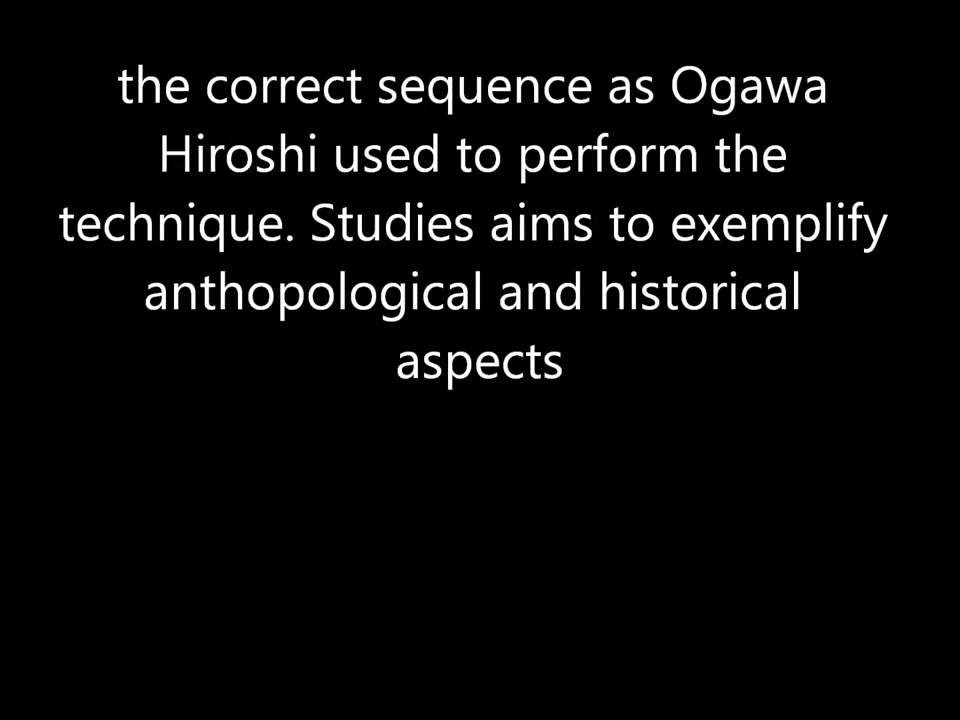 the correct sequence as Ogawa
Hiroshi used to perform the
technique. Studies aims to exemplify
anthopological and historical
aspects